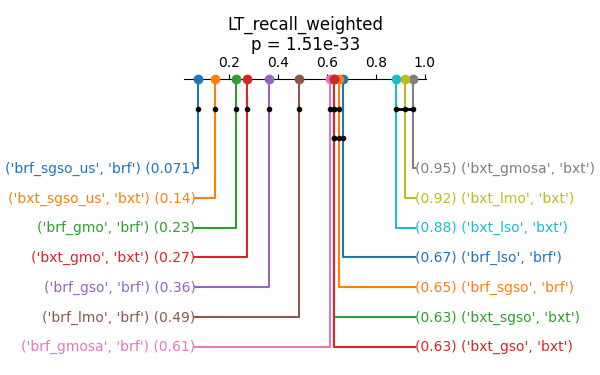 LT_recall_weighted
p = 1.51e-33
0.2 0.4 0.6 0.8 1.0
('brf_sgso_us', 'brf') (0.071) (0.95) ('bxt_gmosa', 'bxt')
('bxt_sgso_us', 'bxt') (0.14) (0.92) ('bxt_lmo', 'bxt')
('brf_gmo', 'brf') (0.23) (0.88) ('bxt_lso', 'bxt')
('bxt_gmo', 'bxt') (0.27) (0.67) ('brf_lso', 'brf')
('brf_gso', 'brf') (0.36) (0.65) ('brf_sgso', 'brf')
('brf_lmo', 'brf') (0.49) (0.63) ('bxt_sgso', 'bxt')
('brf_gmosa', 'brf') (0.61) (0.63) ('bxt_gso', 'bxt')